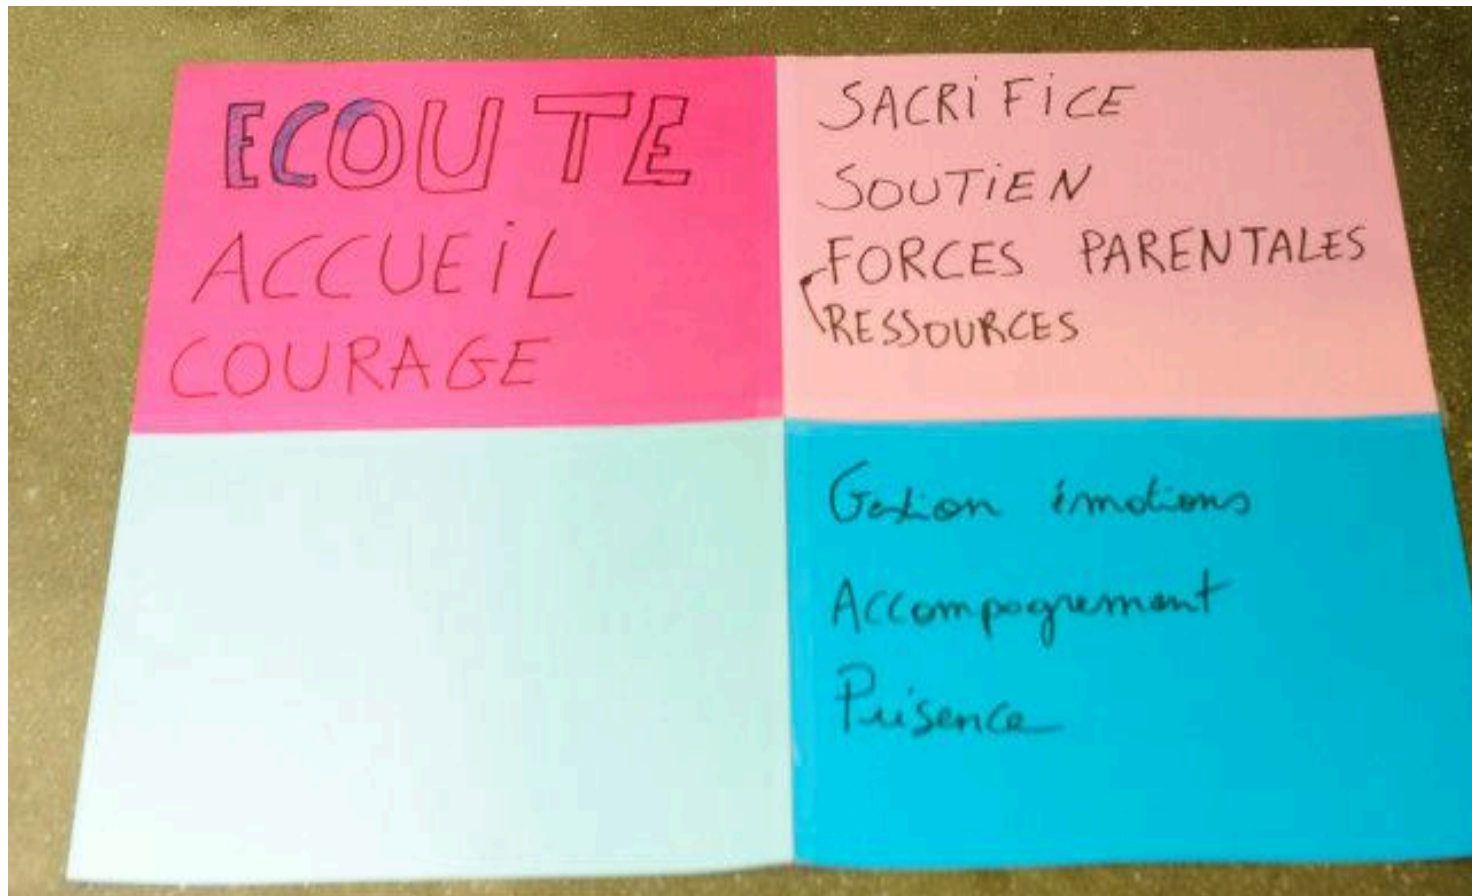 ECOUTE
ACCUEiL
COURAGE
SACRiFiCE
SOUTiEN
FORCES PARENTALES
RESSOURCES
Gestion émotions
Accompagnement
Présence